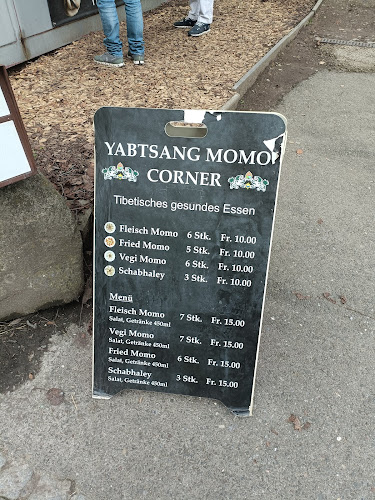 YABTSANG MOMO
CORNER
Tibetisches gesundes Essen
Fleisch Momo 6 Stk. Fr. 10.00
Fried Momo 5 Stk. Fr. 10.00
Vegi Momo 6 Stk. Fr. 10.00
Schabhaley 3 Stk. Fr. 10.00
Menü
Fleisch Momo 7 Stk. Fr. 15.00
Salat, Getränke 450ml
Vegi Momo 7 Stk. Fr. 15.00
Salat, Getränke 450ml
Fried Momo 6 Stk. Fr. 15.00
Salat, Getränke 450ml
Schabhaley 3 Stk. Fr. 15.00
Salat, Getränke 450ml